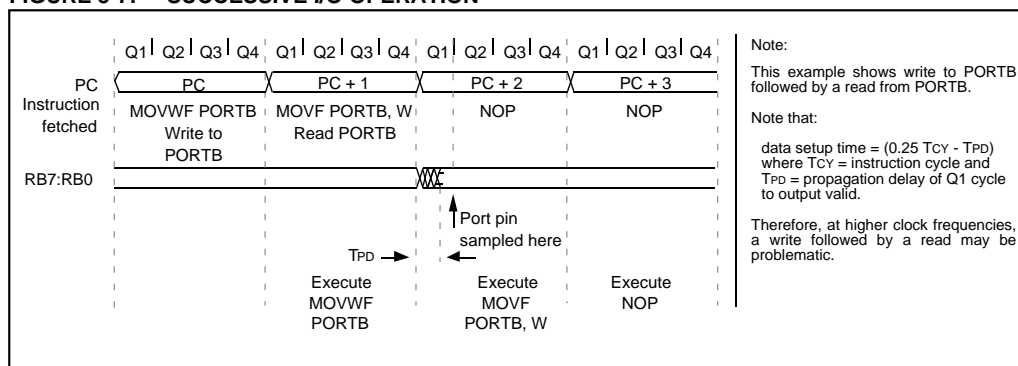 Q1 Q2 Q3 Q4 Q1 Q2 Q3 Q4 Q1 Q2 Q3 Q4 Q1 Q2 Q3 Q4
PC PC PC + 1 PC + 2 PC + 3
Instruction
fetched
MOVWF PORTB
Write to
PORTB
MOVF PORTB, W
Read PORTB
NOP
NOP
RB7:RB0
Port pin
sampled here
TPD
Execute
MOVWF
PORTB
Execute
MOVF
PORTB, W
Execute
NOP
Note:
This example shows write to PORTB
followed by a read from PORTB.
Note that:
data setup time = (0.25 TCY - TPD)
where TCY = instruction cycle and
TPD = propagation delay of Q1 cycle
to output valid.
Therefore, at higher clock frequencies,
a write followed by a read may be
problematic.